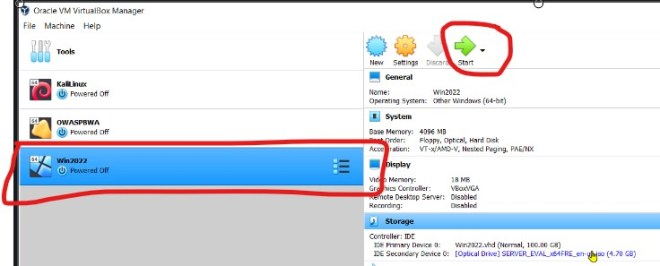 Oracle VM VirtualBox Manager
File Machine Help
Tools
KaliLinux
Powered Off
OWASPBWA
Powered Off
Win2022
Powered Off
New Settings Discard Start
General
Name: Win2022
Operating System: Other Windows (64-bit)
System
Base Memory: 4096 MB
Boot Order: Floppy, Optical, Hard Disk
Acceleration: VT-x/AMD-V, Nested Paging, PAE/NX
Display
Video Memory: 18 MB
Graphics Controller: VBoxVGA
Remote Desktop Server: Disabled
Recording: Disabled
Storage
Controller: IDE
IDE Primary Device 0: Win2022.vhd (Normal, 100.00 GB)
IDE Secondary Device 0: [Optical Drive] SERVER_EVAL_x64FRE_en-us.iso (4.70 GB)